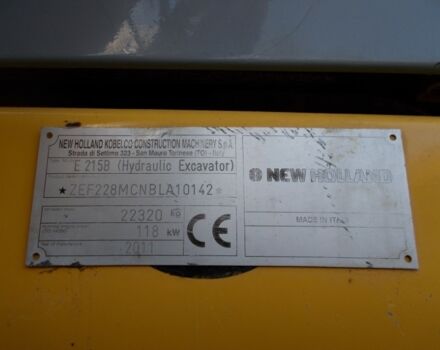 NEW HOLLAND KOBELCO CONSTRUCTION MACHINERY S.p.A.
Strada di Settimo 323 - San Mauro Torinese (TO) - Italy
E 215B (Hydraulic Excavator)
★ZEF228MCNBLA10142★
22320 KG
118 kW
2011
CE
NEW HOLLAND
MADE IN ITALY